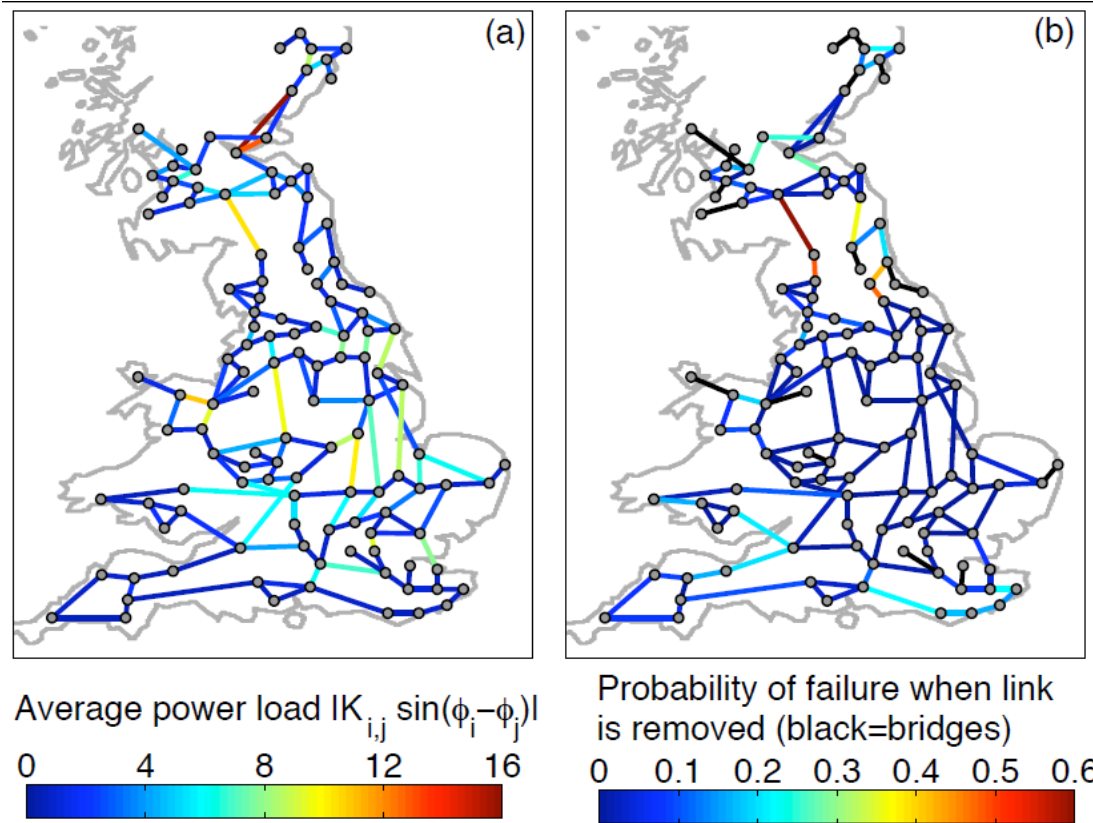 (a)
(b)
Average power load |K_{i,j} sin(ϕ_i−ϕ_j)|
0 4 8 12 16
Probability of failure when link
is removed (black=bridges)
0 0.1 0.2 0.3 0.4 0.5 0.6